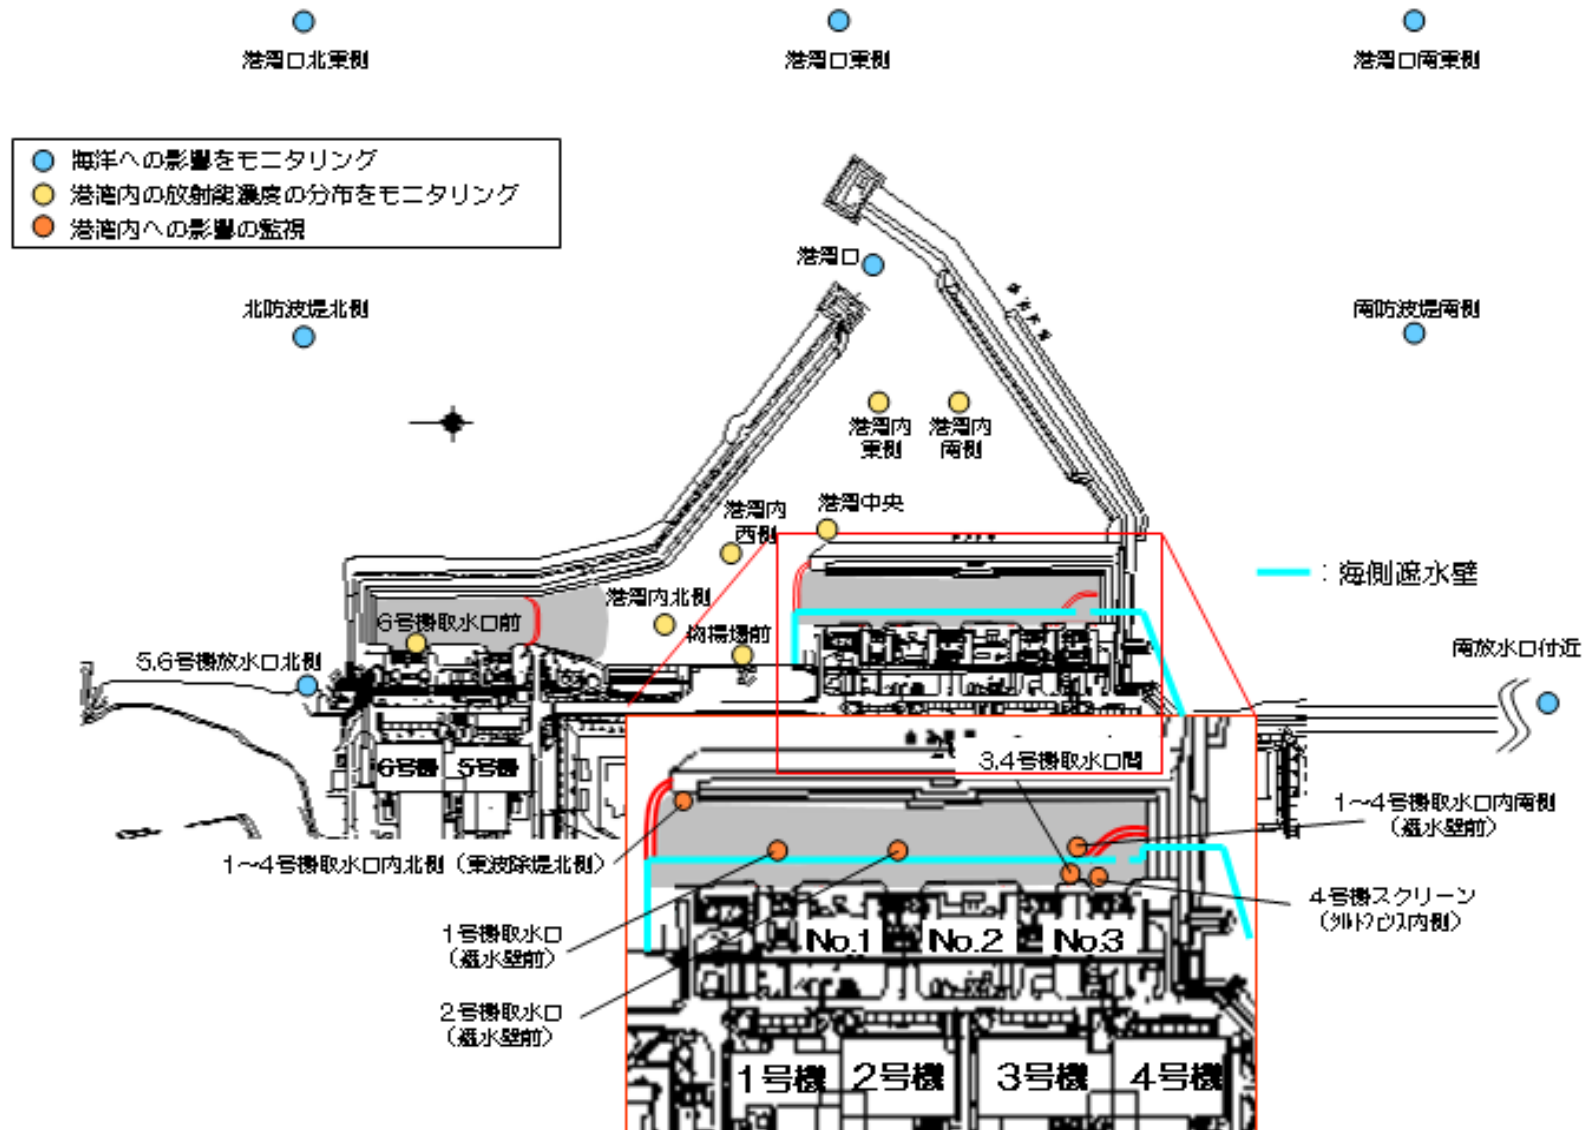 港湾口北東側
港湾口東側
港湾口南東側
海洋への影響をモニタリング
港湾内の放射能濃度の分布をモニタリング
港湾内への影響の監視
港湾口
北防波堤北側
南防波堤南側
港湾内
東側
港湾内
南側
港湾内
西側
港湾中央
：海側遮水壁
港湾内北側
6号機取水口前
物揚場前
5,6号機放水口北側
南放水口付近
6号機
5号機
3,4号機取水口間
1～4号機取水口内南側
（遮水壁前）
1～4号機取水口内北側（東波除堤北側）
4号機スクリーン
（シルトフェンス内側）
1号機取水口
（遮水壁前）
No.1
No.2
No.3
2号機取水口
（遮水壁前）
1号機
2号機
3号機
4号機